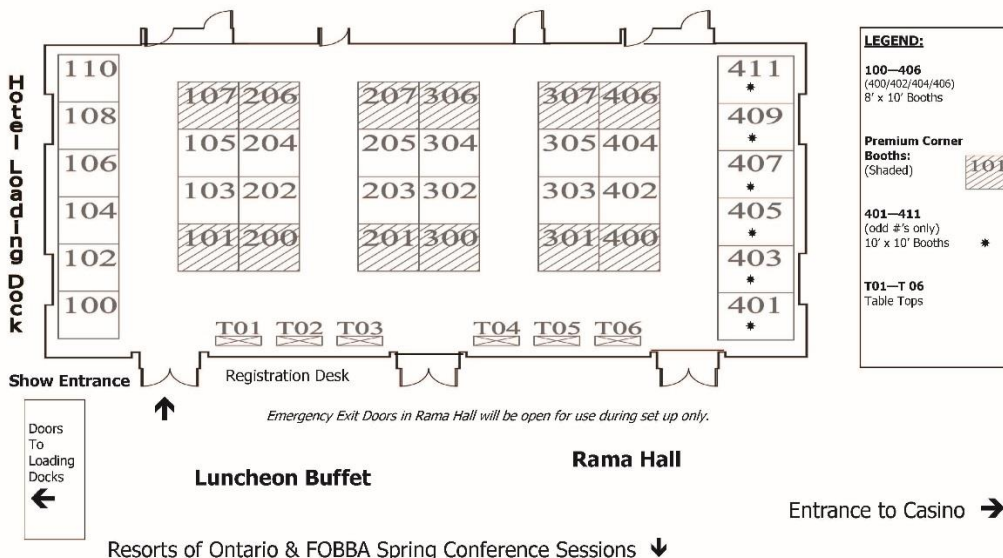 110
108
106
104
102
100
Hotel Loading Dock
107 206
105 204
103 202
101 200
207 306
205 304
203 302
201 300
307 406
305 404
303 402
301 400
411
409
407
405
403
401
T01 T02 T03 T04 T05 T06
LEGEND:
100—406
(400/402/404/406)
8' x 10' Booths
Premium Corner
Booths:
(Shaded)
101
401—411
(odd #'s only)
10' x 10' Booths
T01—T 06
Table Tops
Show Entrance
Registration Desk
Emergency Exit Doors in Rama Hall will be open for use during set up only.
Doors
To
Loading
Docks
Luncheon Buffet
Rama Hall
Entrance to Casino
Resorts of Ontario & FOBBA Spring Conference Sessions